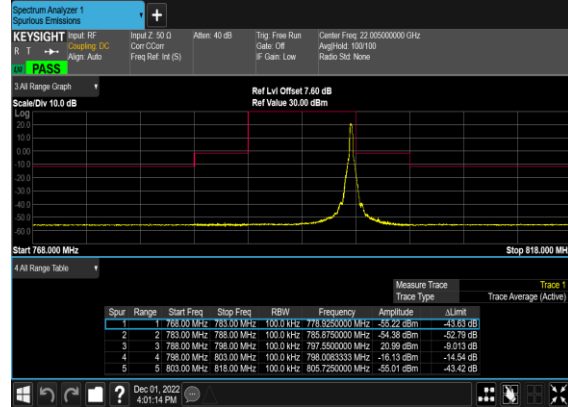 Spectrum Analyzer 1
Spurious Emissions
KEYSIGHT Input: RF Input Z: 50 Ω Atten: 40 dB Trig: Free Run Center Freq: 22.005000000 GHz
R T Coupling: DC Corr CCorr Gate: Off Avg|Hold: 100/100
Align: Auto Freq Ref: Int (S) IF Gain: Low Radio Std: None
PASS
3 All Range Graph
Ref Lvl Offset 7.60 dB
Scale/Div 10.0 dB Ref Value 30.00 dBm
Log
20.0
10.0
0.00
-10.0
-20.0
-30.0
-40.0
-50.0
-60.0
Start 768.000 MHz Stop 818.000 MHz
4 All Range Table
Measure Trace Trace 1
Trace Type Trace Average (Active)
Spur Range Start Freq Stop Freq RBW Frequency Amplitude ΔLimit
1 1 768.00 MHz 783.00 MHz 100.0 kHz 778.9250000 MHz -55.22 dBm -43.63 dB
2 2 783.00 MHz 788.00 MHz 100.0 kHz 785.8750000 MHz -54.38 dBm -52.79 dB
3 3 788.00 MHz 798.00 MHz 100.0 kHz 797.5500000 MHz 20.99 dBm -9.013 dB
4 4 798.00 MHz 803.00 MHz 100.0 kHz 798.0083333 MHz -16.13 dBm -14.54 dB
5 5 803.00 MHz 818.00 MHz 100.0 kHz 805.7250000 MHz -55.01 dBm -43.42 dB
Dec 01, 2022
4:01:14 PM